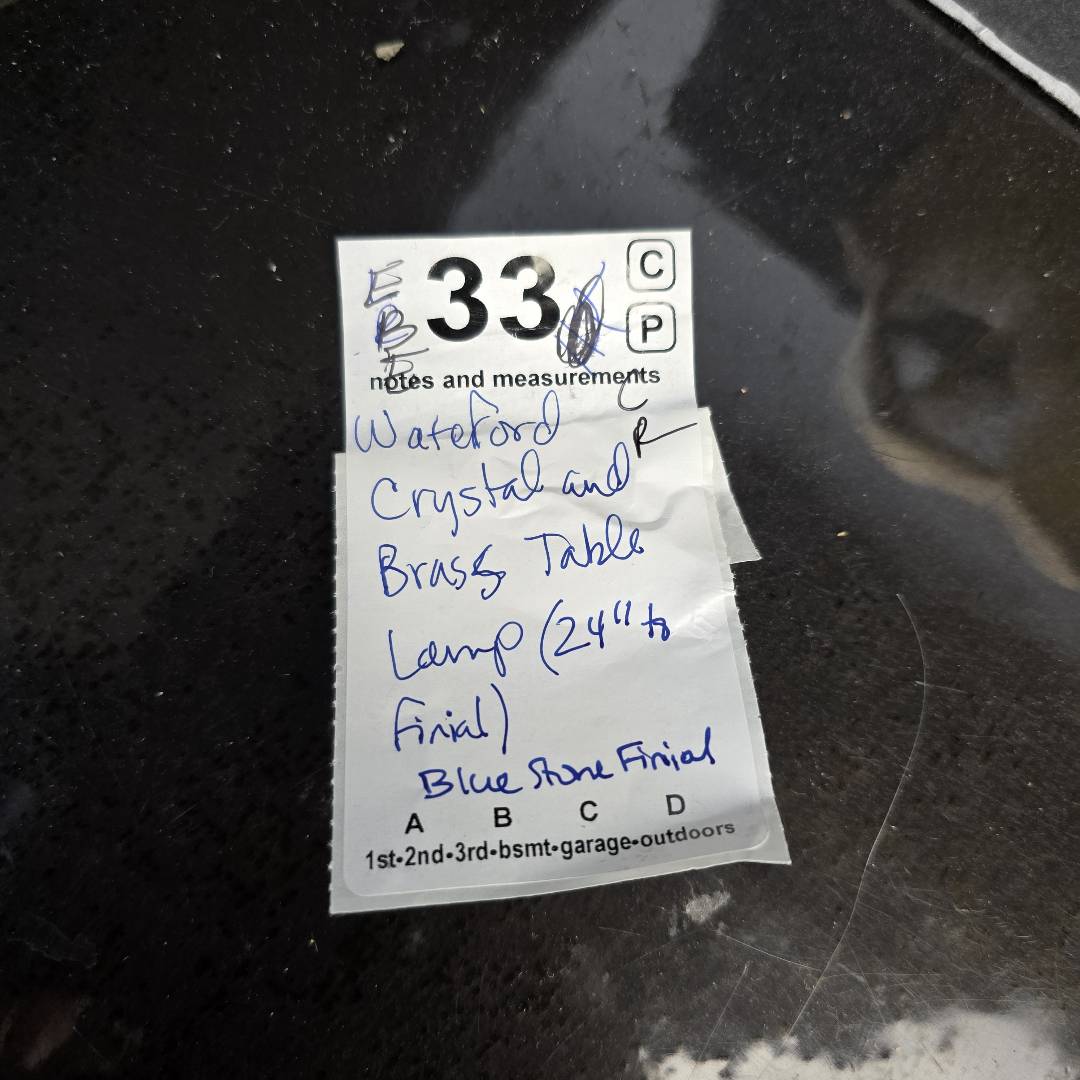 E 33 C
B P
E
notes and measurements
C
Wateford R
Crystal and
Brass Table
Lamp (24" to
finial)
Blue Stone Finial
A B C D
1st-2nd-3rd-bsmt-garage-outdoors